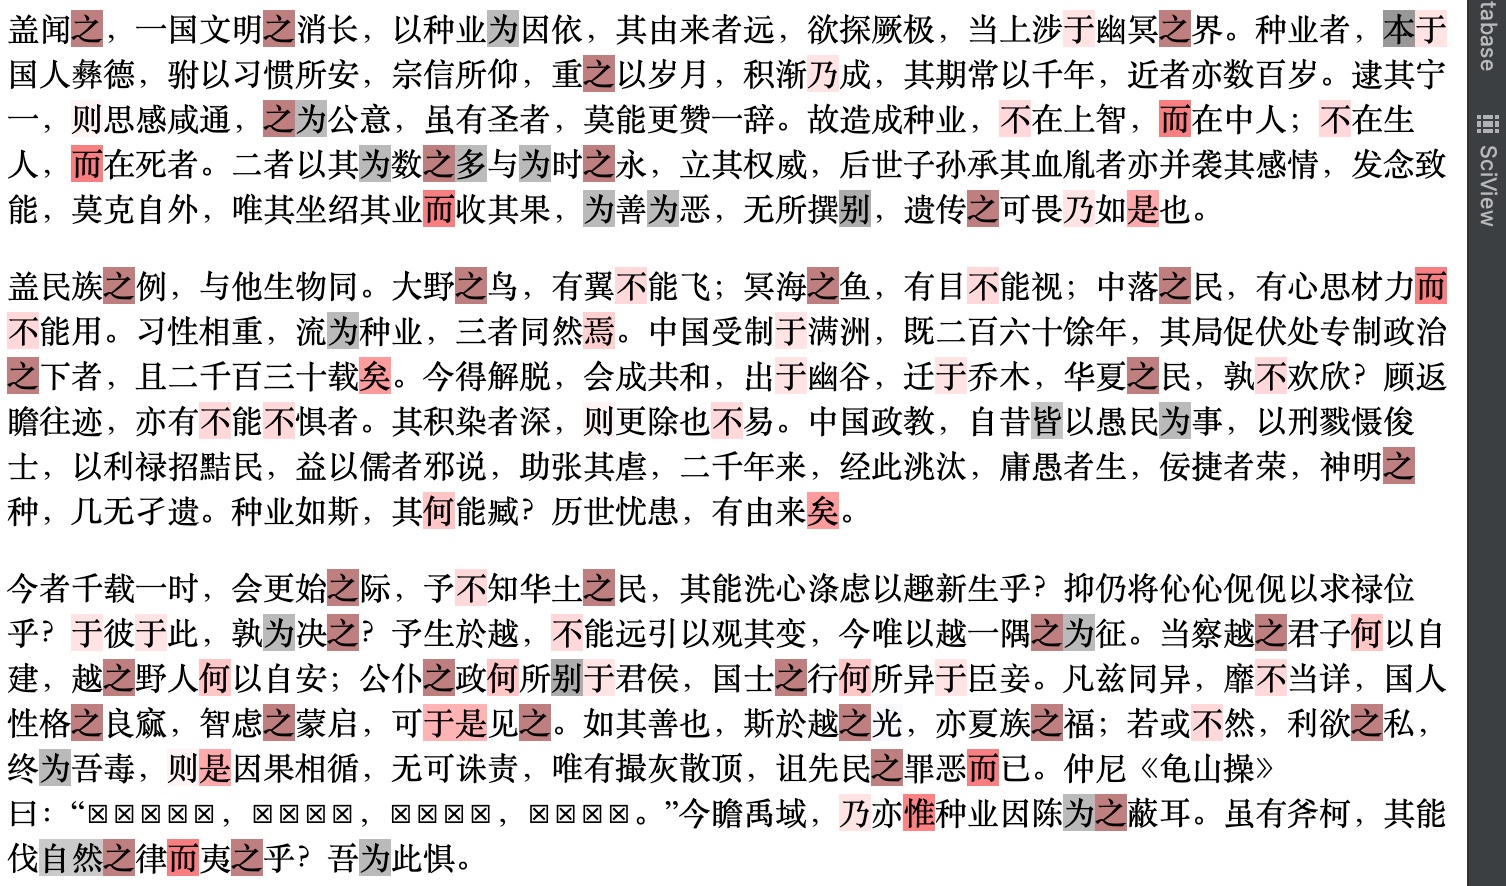 盖闻之，一国文明之消长，以种业为因依，其由来者远，欲探厥极，当上涉于幽冥之界。种业者，本于
国人彝德，驸以习惯所安，宗信所仰，重之以岁月，积渐乃成，其期常以千年，近者亦数百岁。逮其宁
一，则思感咸通，之为公意，虽有圣者，莫能更赞一辞。故造成种业，不在上智，而在中人；不在生
人，而在死者。二者以其为数之多与为时之永，立其权威，后世子孙承其血胤者亦并袭其感情，发念致
能，莫克自外，唯其坐绍其业而收其果，为善为恶，无所撰别，遗传之可畏乃如是也。
盖民族之例，与他生物同。大野之鸟，有翼不能飞；冥海之鱼，有目不能视；中落之民，有心思材力而
不能用。习性相重，流为种业，三者同然焉。中国受制于满洲，既二百六十馀年，其局促伏处专制政治
之下者，且二千百三十载矣。今得解脱，会成共和，出于幽谷，迁于乔木，华夏之民，孰不欢欣？顾返
瞻往迹，亦有不能不惧者。其积染者深，则更除也不易。中国政教，自昔皆以愚民为事，以刑戮慑俊
士，以利禄招黠民，益以儒者邪说，助张其虐，二千年来，经此洮汰，庸愚者生，佞捷者荣，神明之
种，几无孑遗。种业如斯，其何能臧？历世忧患，有由来矣。
今者千载一时，会更始之际，予不知华土之民，其能洗心涤虑以趣新生乎？抑仍将伈伈伣伣以求禄位
乎？于彼于此，孰为决之？予生於越，不能远引以观其变，今唯以越一隅之为征。当察越之君子何以自
建，越之野人何以自安；公仆之政何所别于君侯，国士之行何所异于臣妾。凡兹同异，靡不当详，国人
性格之良窳，智虑之蒙启，可于是见之。如其善也，斯於越之光，亦夏族之福；若或不然，利欲之私，
终为吾毒，则是因果相循，无可诛责，唯有撮灰散顶，诅先民之罪恶而已。仲尼《龟山操》
曰：“☒☒☒☒☒，☒☒☒☒，☒☒☒☒，☒☒☒☒。”今瞻禹域，乃亦惟种业因陈为之蔽耳。虽有斧柯，其能
伐自然之律而夷之乎？吾为此惧。
tabase
SciView